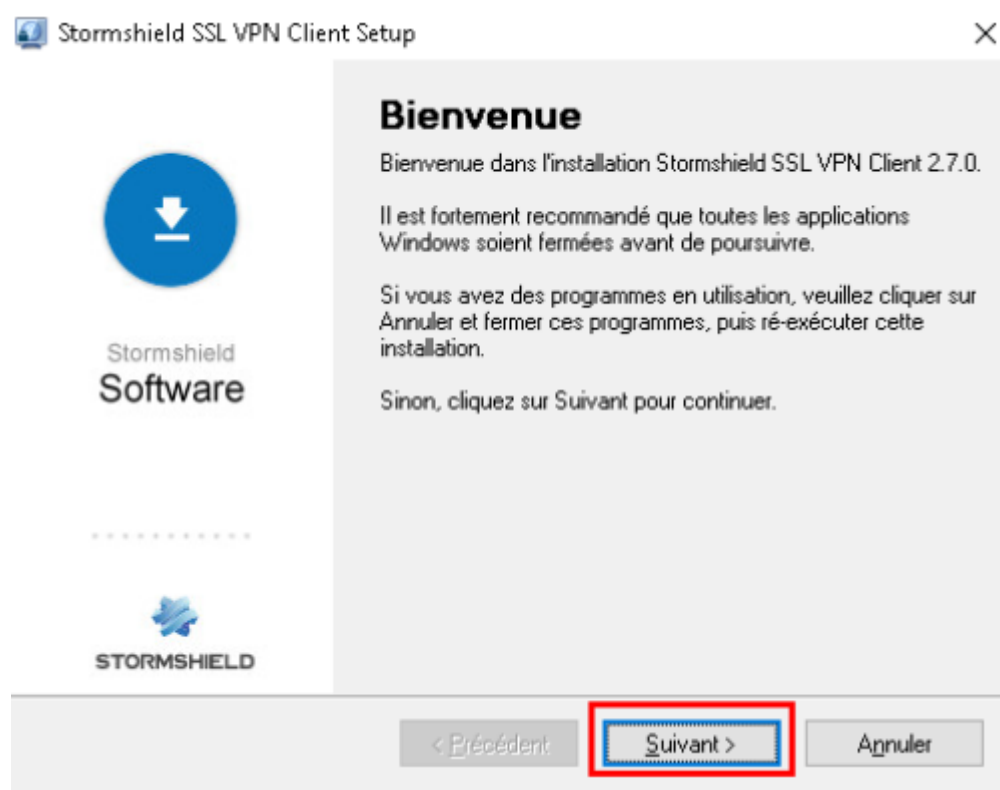 Stormshield SSL VPN Client Setup
Bienvenue
Bienvenue dans l'installation Stormshield SSL VPN Client 2.7.0.
Il est fortement recommandé que toutes les applications
Windows soient fermées avant de poursuivre.
Si vous avez des programmes en utilisation, veuillez cliquer sur
Annuler et fermer ces programmes, puis ré-exécuter cette
installation.
Sinon, cliquez sur Suivant pour continuer.
Stormshield
Software
STORMSHIELD
< Précédent
Suivant >
Annuler